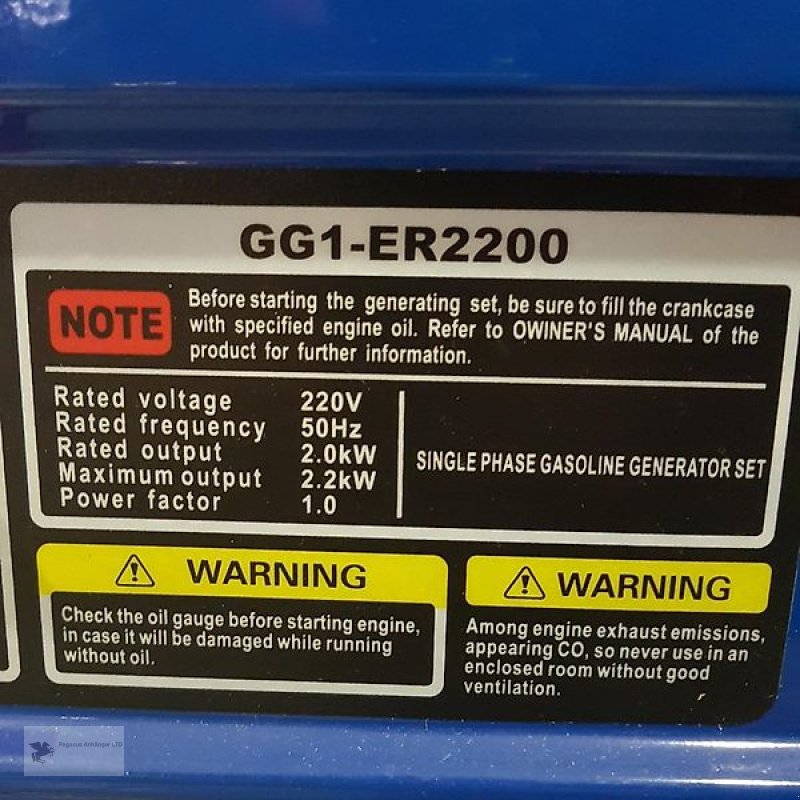 GG1-ER2200
NOTE
Before starting the generating set, be sure to fill the crankcase
with specified engine oil. Refer to OWINER'S MANUAL of the
product for further information.
Rated voltage 220V
Rated frequency 50Hz
Rated output 2.0kW
Maximum output 2.2kW
Power factor 1.0
SINGLE PHASE GASOLINE GENERATOR SET
WARNING
Check the oil gauge before starting engine,
in case it will be damaged while running
without oil.
WARNING
Among engine exhaust emissions,
appearing CO, so never use in an
enclosed room without good
ventilation.
Pegasus Anhänger LTD